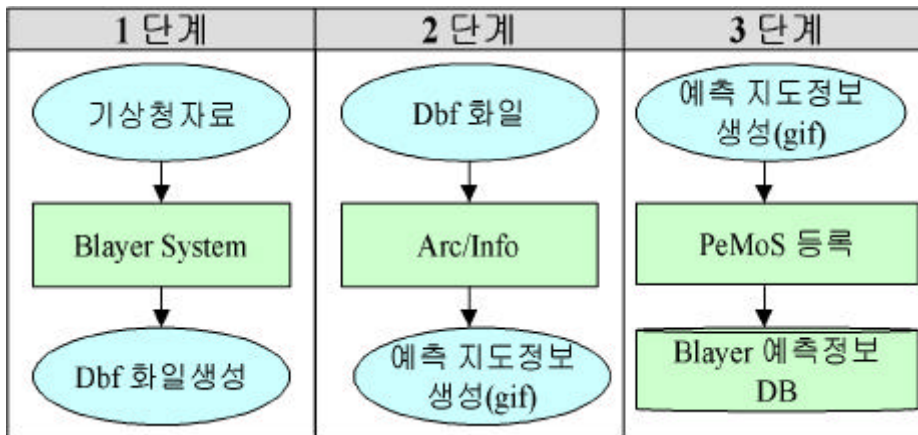 1 단계
2 단계
3 단계
기상청자료
Blayer System
Dbf 화일생성
Dbf 화일
Arc/Info
예측 지도정보
생성(gif)
예측 지도정보
생성(gif)
PeMoS 등록
Blayer 예측정보
DB